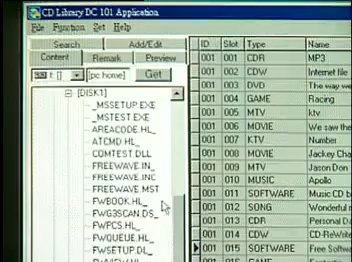 CD Library DC 101 Application
File Function Set Help
Search Add/Edit
Content Remark Preview
[pc home] Get
[DISK1]
_MSSETUP.EXE
_MSTEST.EXE
AREACODE.HL_
ATCMD.HL_
COMTEST.DLL
FREEWAVE.IN_
FREEWAVE.INC
FREEWAVE.MST
FWBOOK.HL_
FWG3SCAN.DS_
FWPCS.HL_
FWQUEUE.HL_
FWSETUP.DL_
ID Slot Type Name
001 001 CDR MP3
001 002 CDW Internet file
001 003 DVD The way we
001 004 GAME Racing
001 005 MTV ktv
001 006 MOVIE We saw the
001 007 KTV Number
001 008 MOVIE Jackey Cha
001 009 MTV Jason Don
001 010 MUSIC Apollo
001 011 SOFTWARE Music CD b
001 012 SONG Wonderful
001 013 CDR Personal Da
001 014 CDW CD-ReWrite
001 015 SOFTWARE Free Softwa